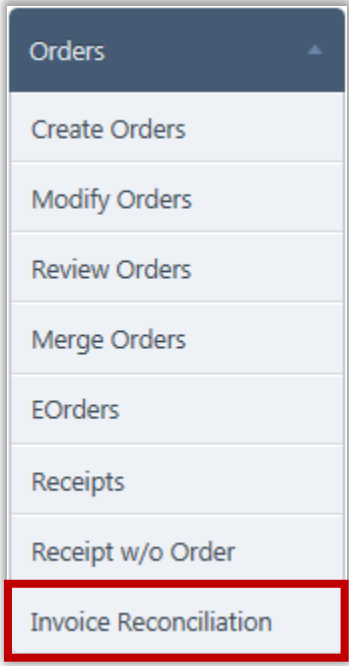 Orders
Create Orders
Modify Orders
Review Orders
Merge Orders
EOrders
Receipts
Receipt w/o Order
Invoice Reconciliation